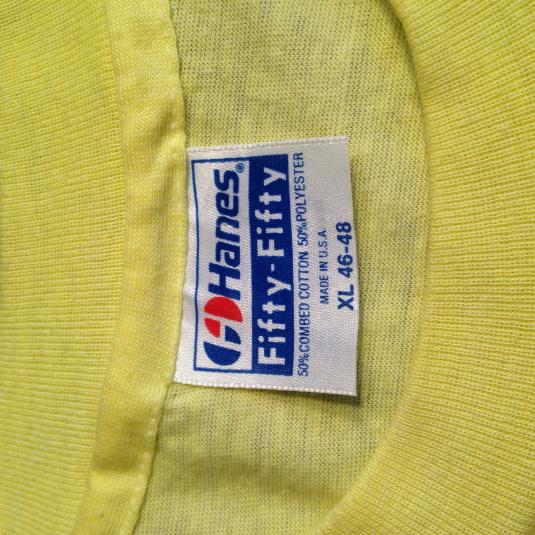 Hanes®
Fifty-Fifty
50% COMBED COTTON 50% POLYESTER
MADE IN U.S.A.
XL 46-48